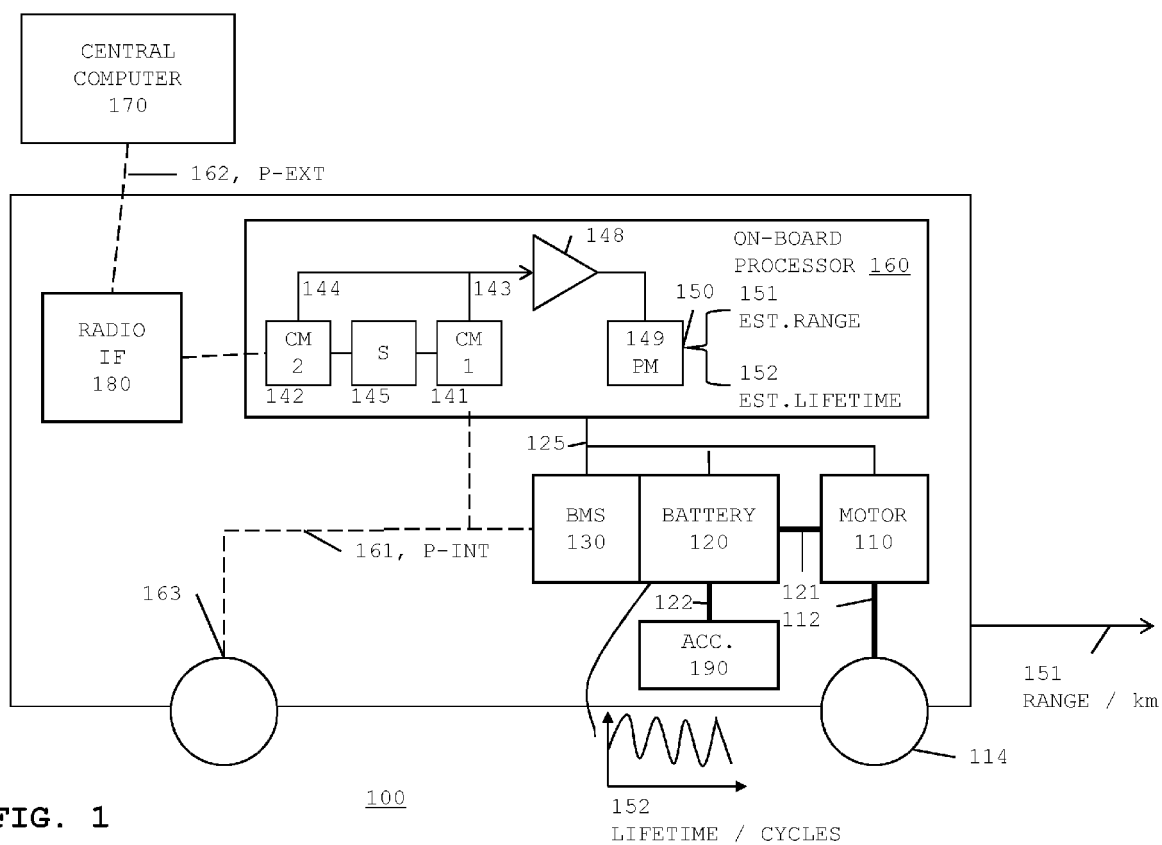 CENTRAL
COMPUTER
170
162, P-EXT
148
ON-BOARD
PROCESSOR 160
144
143
150
151
EST.RANGE
RADIO
IF
180
CM
2
S
CM
1
149
PM
142
145
141
152
EST.LIFETIME
125
BMS
130
BATTERY
120
MOTOR
110
161, P-INT
163
122
121
112
ACC.
190
151
RANGE / km
114
100
152
LIFETIME / CYCLES
FIG. 1